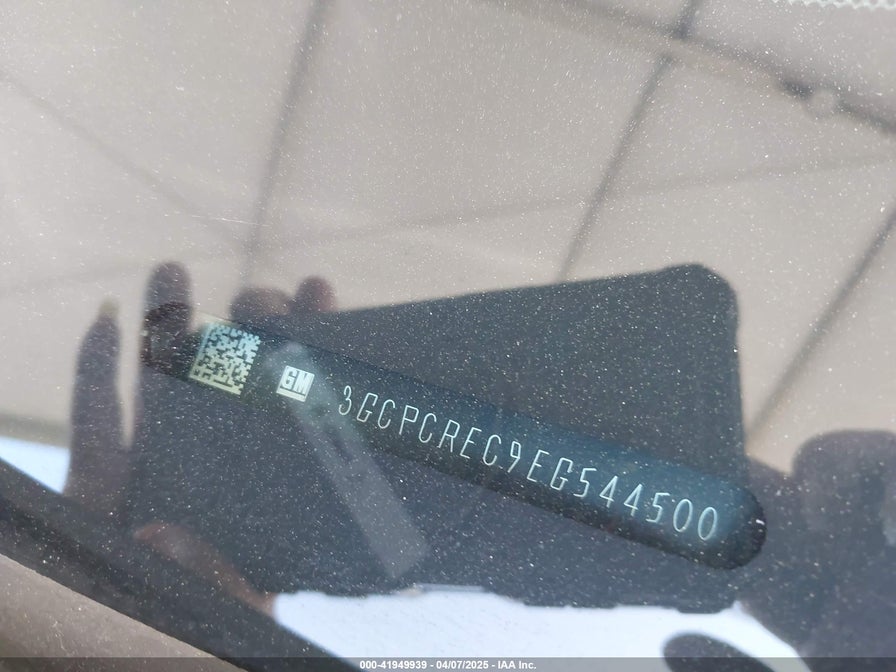 GM 3GCPCREC9EG544500
000-41949939 - 04/07/2025 - IAA Inc.